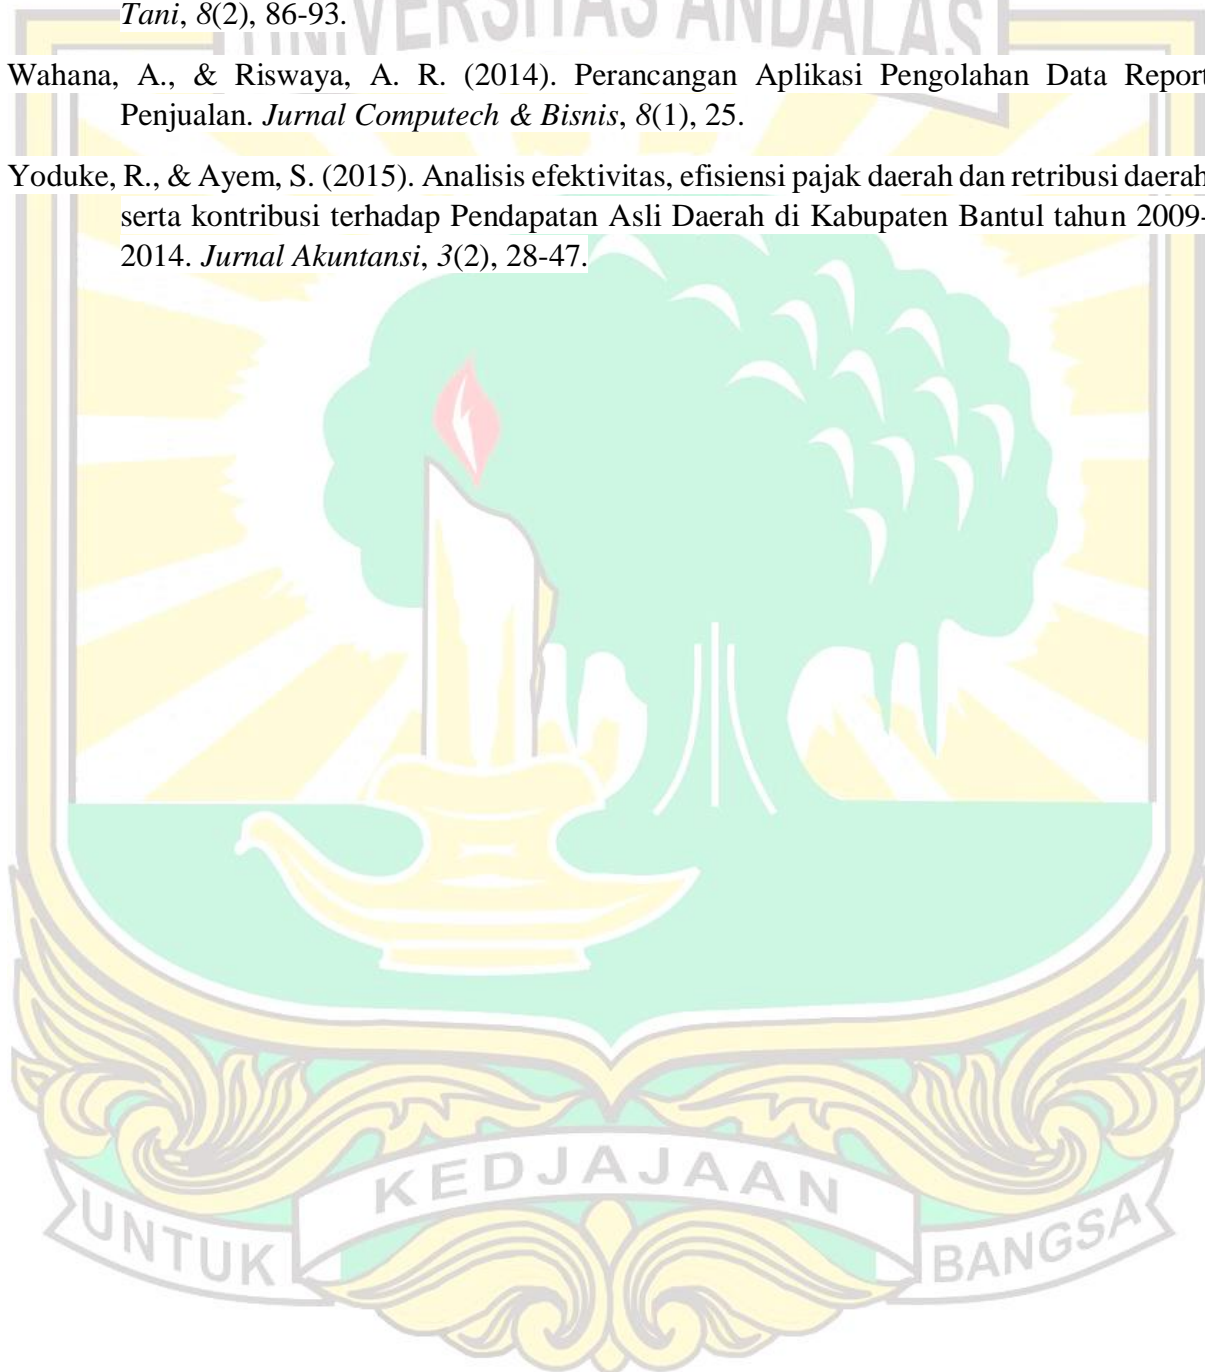 Tani, 8(2), 86-93.
UNIVERSITAS ANDALAS
Wahana, A., & Riswaya, A. R. (2014). Perancangan Aplikasi Pengolahan Data Report
Penjualan. Jurnal Computech & Bisnis, 8(1), 25.
Yoduke, R., & Ayem, S. (2015). Analisis efektivitas, efisiensi pajak daerah dan retribusi daerah
serta kontribusi terhadap Pendapatan Asli Daerah di Kabupaten Bantul tahun 2009-
2014. Jurnal Akuntansi, 3(2), 28-47.
UNTUK KEDJAJAAN BANGSA